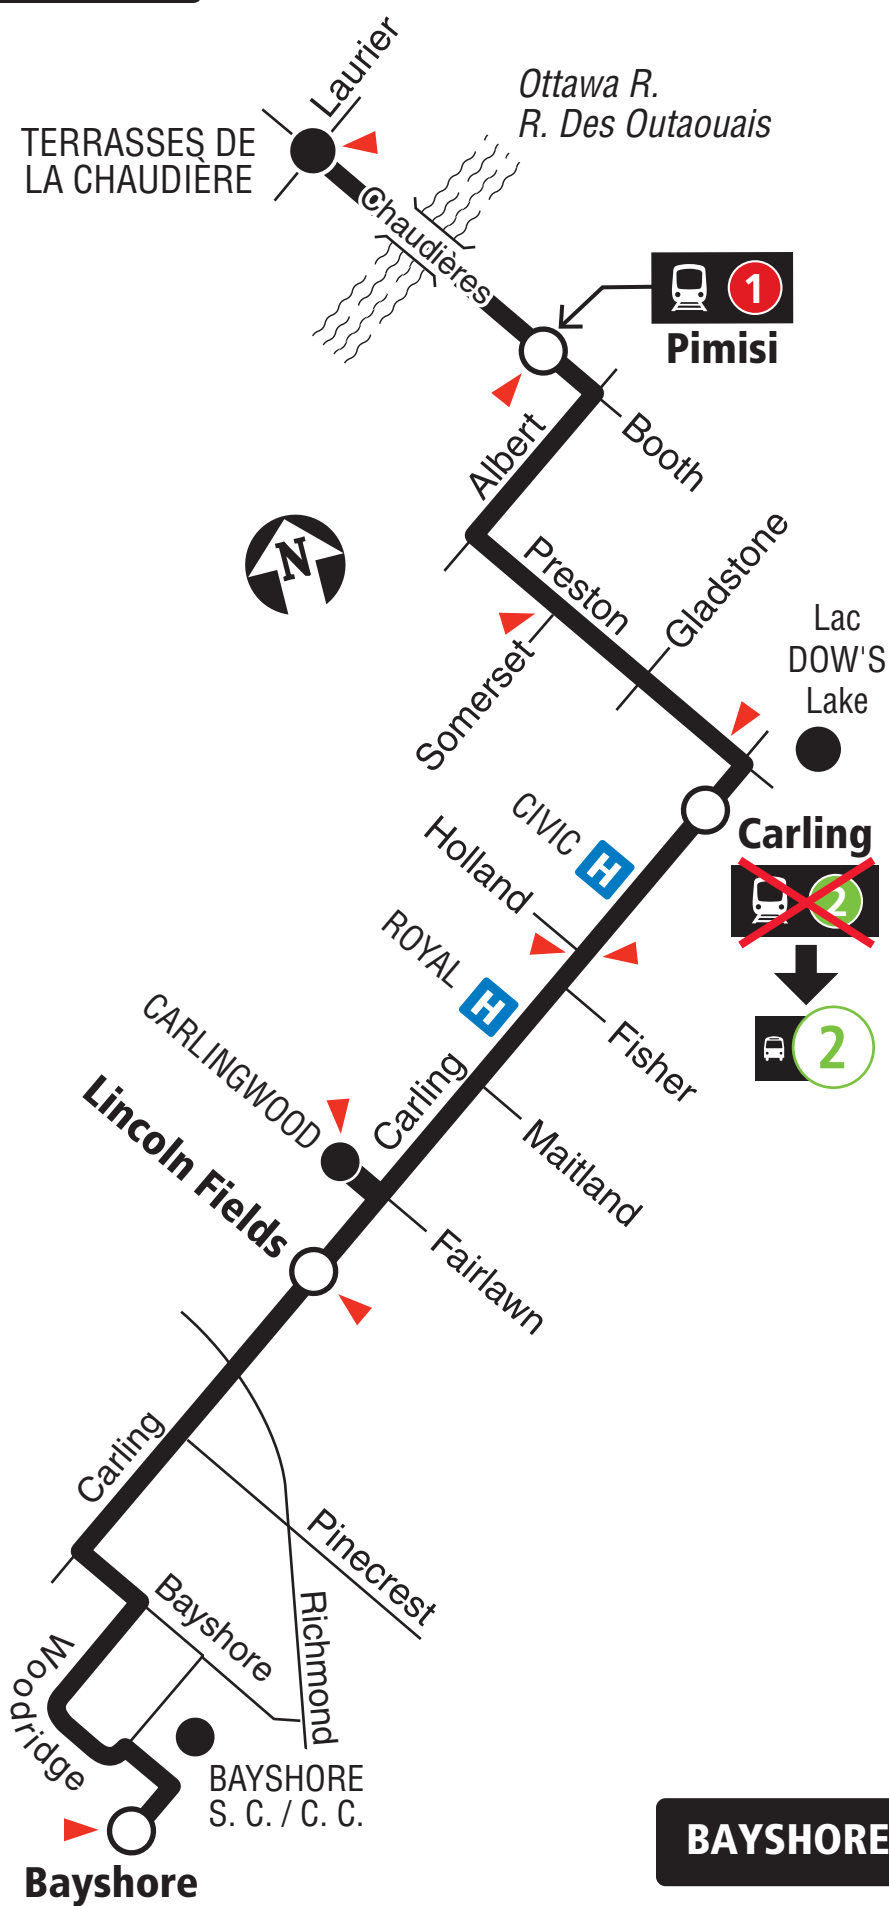 Laurier
Ottawa R.
R. Des Outaouais
TERRASSES DE
LA CHAUDIÈRE
Chaudières
1
Pimisi
Albert
Booth
N
Preston
Gladstone
Somerset
Lac
DOW'S
Lake
CIVIC
H
Holland
Carling
2
ROYAL
H
2
Fisher
CARLINGWOOD
Carling
Maitland
Lincoln Fields
Fairlawn
Carling
Pinecrest
Bayshore
Richmond
Woodridge
BAYSHORE
S. C. / C. C.
Bayshore
BAYSHORE